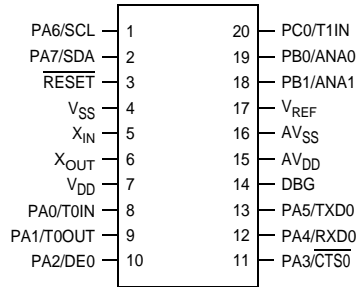 PA6/SCL 1 20 PC0/T1IN
PA7/SDA 2 19 PB0/ANA0
RESET 3 18 PB1/ANA1
VSS 4 17 VREF
XIN 5 16 AVSS
XOUT 6 15 AVDD
VDD 7 14 DBG
PA0/T0IN 8 13 PA5/TXD0
PA1/T0OUT 9 12 PA4/RXD0
PA2/DE0 10 11 PA3/CTS0